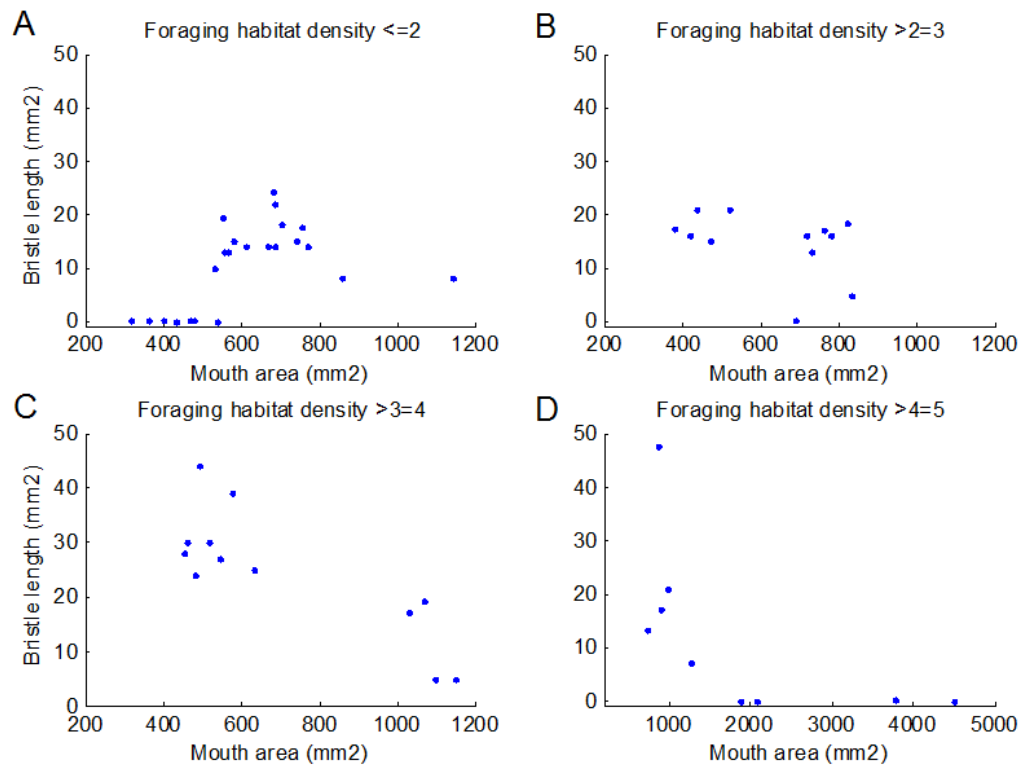 A
Foraging habitat density <=2
50
40
30
20
10
0
Bristle length (mm2)
200 400 600 800 1000 1200
Mouth area (mm2)
B
Foraging habitat density >2=3
50
40
30
20
10
0
200 400 600 800 1000 1200
Mouth area (mm2)
C
Foraging habitat density >3=4
50
40
30
20
10
0
Bristle length (mm2)
200 400 600 800 1000 1200
Mouth area (mm2)
D
Foraging habitat density >4=5
50
40
30
20
10
0
1000 2000 3000 4000 5000
Mouth area (mm2)